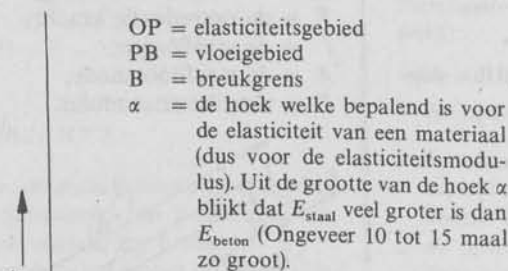 OP = elasticiteitsgebied
PB = vloeigebied
B = breukgrens
α = de hoek welke bepalend is voor
de elasticiteit van een materiaal
(dus voor de elasticiteitsmodu-
lus). Uit de grootte van de hoek α
blijkt dat E_staal veel groter is dan
E_beton (Ongeveer 10 tot 15 maal
zo groot).